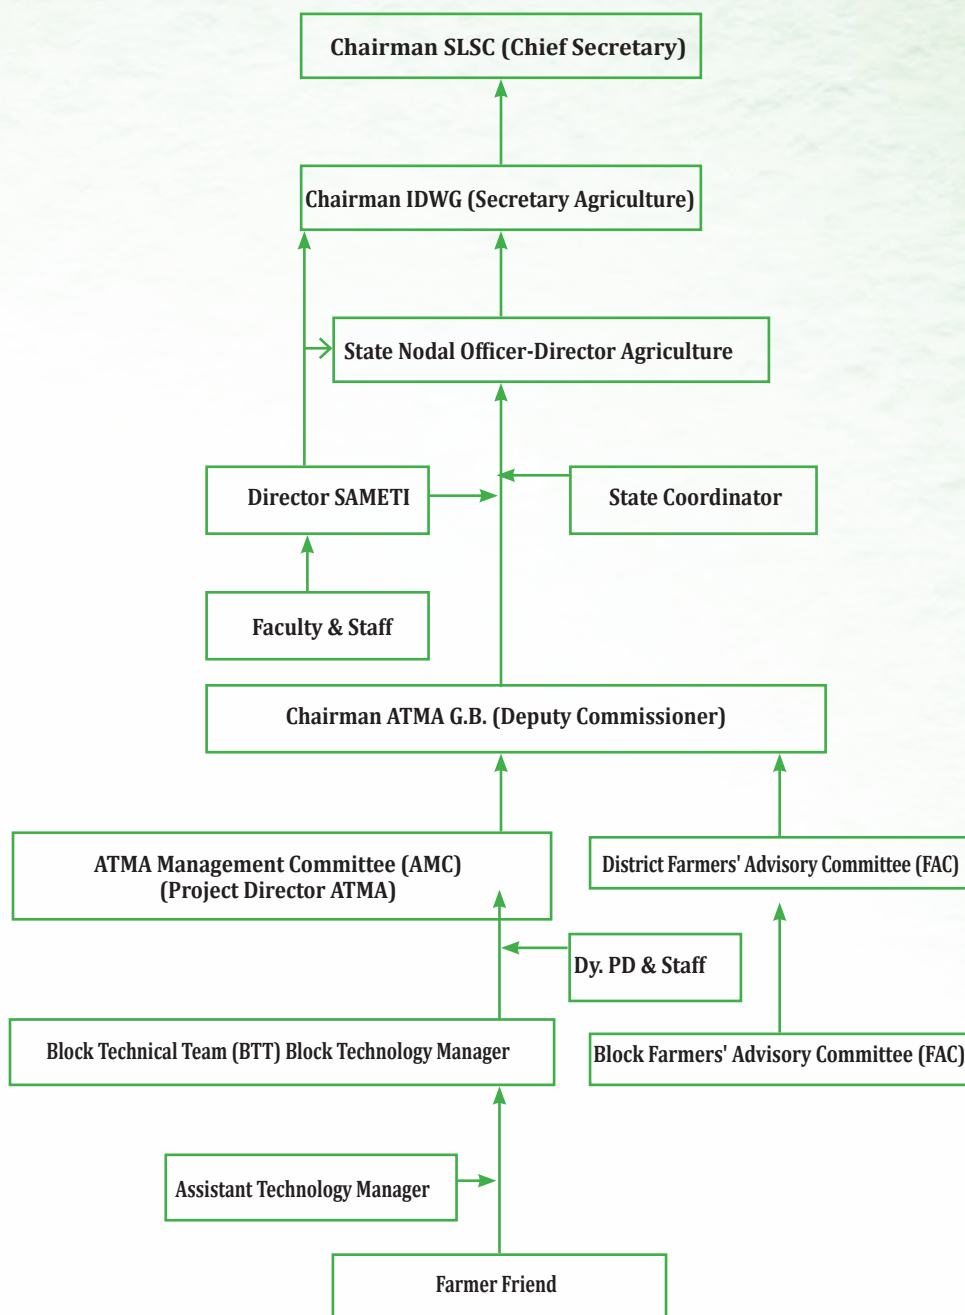 Chairman SLSC (Chief Secretary)
Chairman IDWG (Secretary Agriculture)
State Nodal Officer-Director Agriculture
Director SAMETI
State Coordinator
Faculty & Staff
Chairman ATMA G.B. (Deputy Commissioner)
ATMA Management Committee (AMC)
(Project Director ATMA)
District Farmers' Advisory Committee (FAC)
Dy. PD & Staff
Block Technical Team (BTT) Block Technology Manager
Block Farmers' Advisory Committee (FAC)
Assistant Technology Manager
Farmer Friend